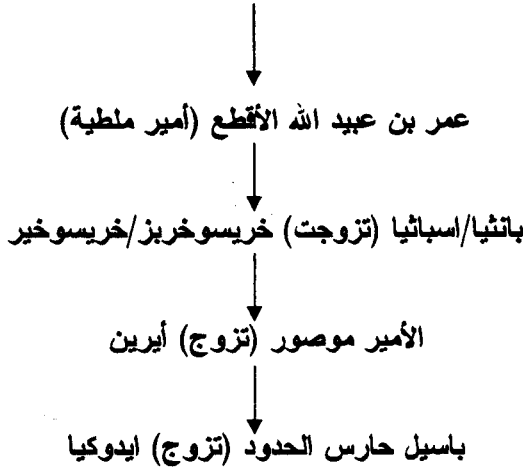 عمر بن عبيد الله الأقطع (أمير ملطية)
بانثيا/اسباثيا (تزوجت) خريسوخربز/خريسوخير
الأمير موصور (تزوج) أيرين
باسيل حارس الحدود (تزوج) ايدوكيا